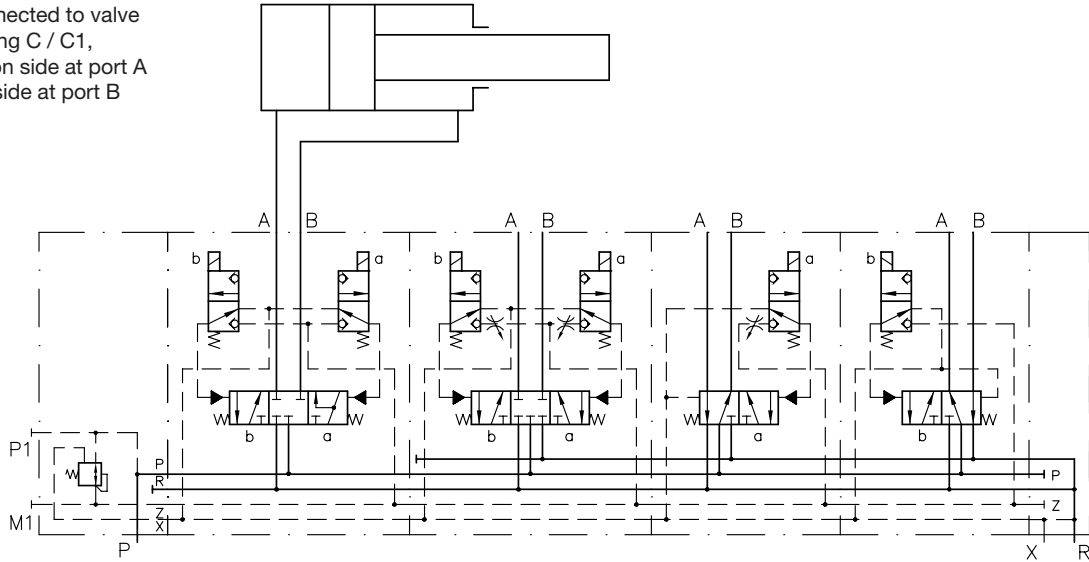 nected to valve
ng C / C1,
on side at port A
side at port B
A B A B A B A B
b a b a a b
b a b a a b
P1
P P
R
M1 Z Z
X
P X R